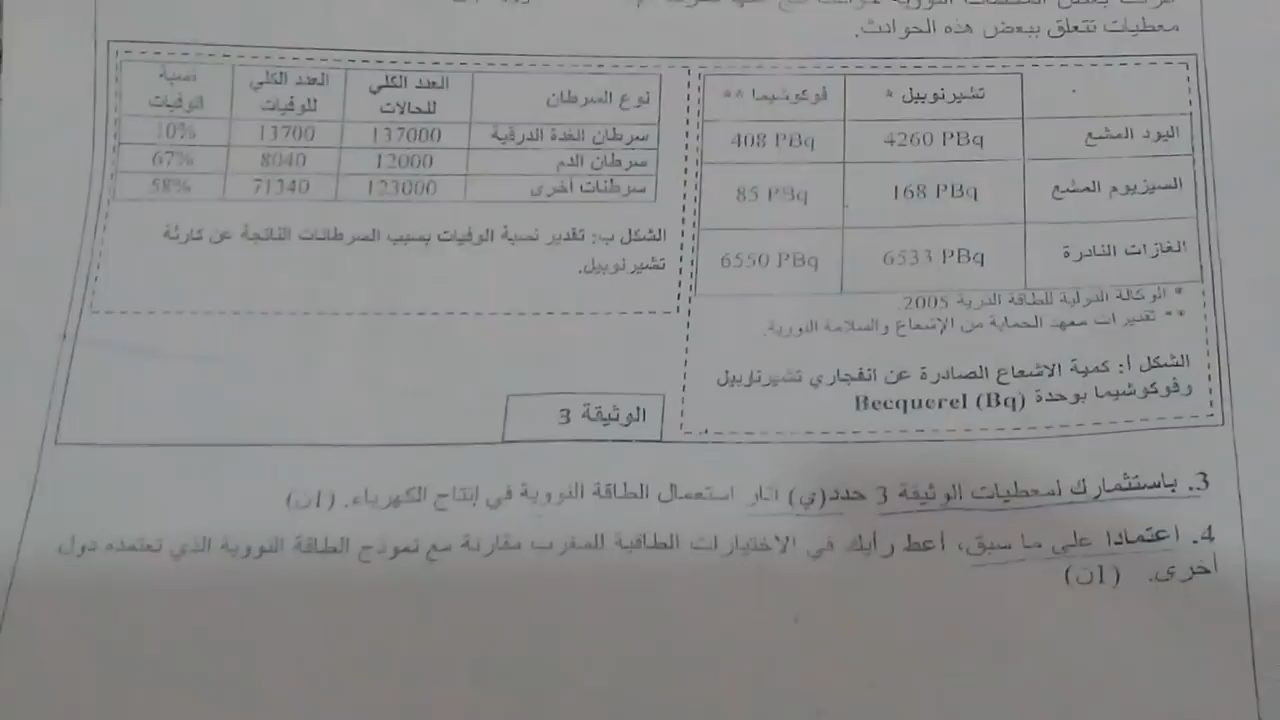 معطيات تتعلق ببعض هذه الحوادث.
تشيرنوبيل * فوكوشيما **
اليود المشع 4260 PBq 408 PBq
السيزيوم المشع 168 PBq 85 PBq
الغازات النادرة 6533 PBq 6550 PBq
* الوكالة الدولية للطاقة الذرية 2005
** تقديرات معهد الحماية من الإشعاع والسلامة النووية.
الشكل أ: كمية الاشعاع الصادرة عن انفجاري تشيرنوبيل
وفوكوشيما بوحدة Becquerel (Bq)
نوع السرطان العدد الكلي للحالات العدد الكلي للوفيات نسبة الوفيات
سرطان الغدة الدرقية 137000 13700 10%
سرطان الدم 12000 8040 67%
سرطنات أخرى 123000 71340 58%
الشكل ب: تقدير نسبة الوفيات بسبب السرطانات الناتجة عن كارثة
تشيرنوبيل.
الوثيقة 3
3. باستثمارك لمعطيات الوثيقة 3 حدد(ي) آثار استعمال الطاقة النووية في إنتاج الكهرباء. (1ن)
4. اعتمادا على ما سبق، أعط رأيك في الاختيارات الطاقية للمغرب مقارنة مع نموذج الطاقة النووية الذي تعتمده دول
أخرى. (1ن)